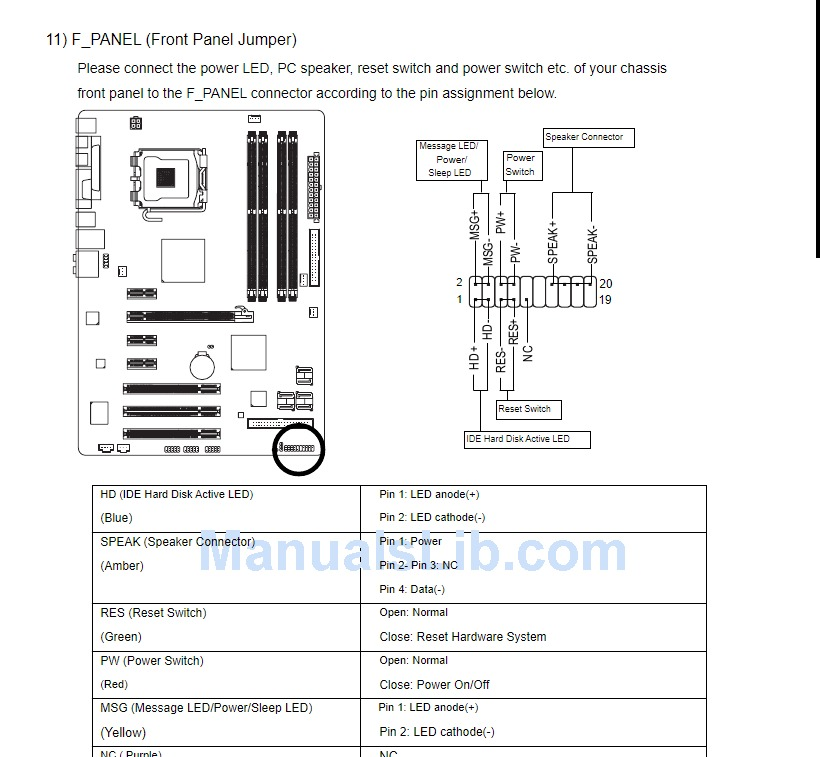 11) F_PANEL (Front Panel Jumper)
Please connect the power LED, PC speaker, reset switch and power switch etc. of your chassis
front panel to the F_PANEL connector according to the pin assignment below.
Message LED/
Power/
Sleep LED
Power
Switch
Speaker Connector
MSG+
MSG-
PW+
PW-
SPEAK+
SPEAK-
2
20
1
19
HD+
HD-
RES-
RES+
NC
Reset Switch
IDE Hard Disk Active LED
HD (IDE Hard Disk Active LED)
Pin 1: LED anode(+)
(Blue)
Pin 2: LED cathode(-)
SPEAK (Speaker Connector)
Pin 1: Power
(Amber)
Pin 2- Pin 3: NC
Pin 4: Data(-)
ManualsLib.com
RES (Reset Switch)
Open: Normal
(Green)
Close: Reset Hardware System
PW (Power Switch)
Open: Normal
(Red)
Close: Power On/Off
MSG (Message LED/Power/Sleep LED)
Pin 1: LED anode(+)
(Yellow)
Pin 2: LED cathode(-)
NC ( Purple)
NC